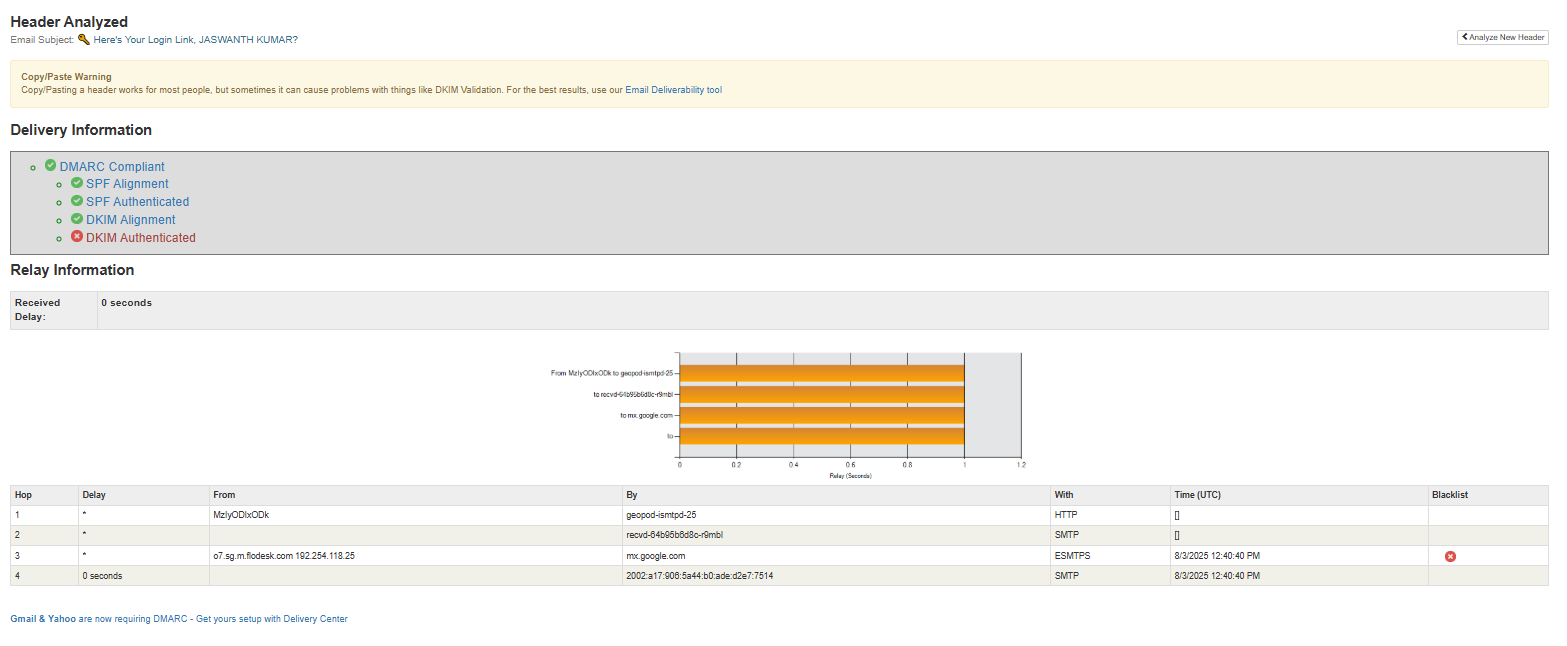 Header Analyzed
Email Subject: 🔑 Here's Your Login Link, JASWANTH KUMAR?
Analyze New Header
Copy/Paste Warning
Copy/Pasting a header works for most people, but sometimes it can cause problems with things like DKIM Validation. For the best results, use our Email Deliverability tool
Delivery Information
DMARC Compliant
SPF Alignment
SPF Authenticated
DKIM Alignment
DKIM Authenticated
Relay Information
Received Delay: 0 seconds
From MzIyODIxODk to geopod-ismtpd-25
to recvd-64b95b6d8c-r9mbl
to mx.google.com
to
0 0.2 0.4 0.6 0.8 1 1.2
Relay (Seconds)
Hop Delay From By With Time (UTC) Blacklist
1 * MzIyODIxODk geopod-ismtpd-25 HTTP []
2 * recvd-64b95b6d8c-r9mbl SMTP []
3 * o7.sg.m.flodesk.com 192.254.118.25 mx.google.com ESMTPS 8/3/2025 12:40:40 PM
4 0 seconds 2002:a17:906:5a44:b0:ade:d2e7:7514 SMTP 8/3/2025 12:40:40 PM
Gmail & Yahoo are now requiring DMARC - Get yours setup with Delivery Center